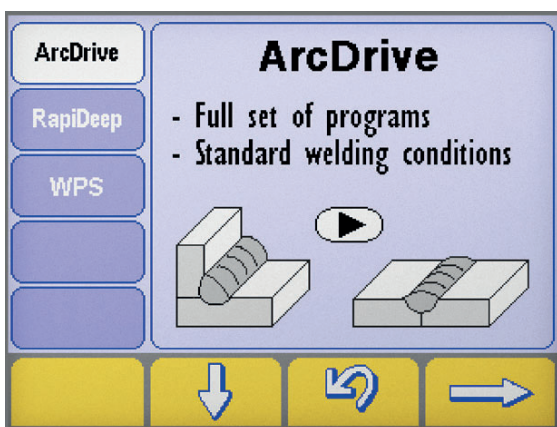 ArcDrive
RapiDeep
WPS
ArcDrive
- Full set of programs
- Standard welding conditions